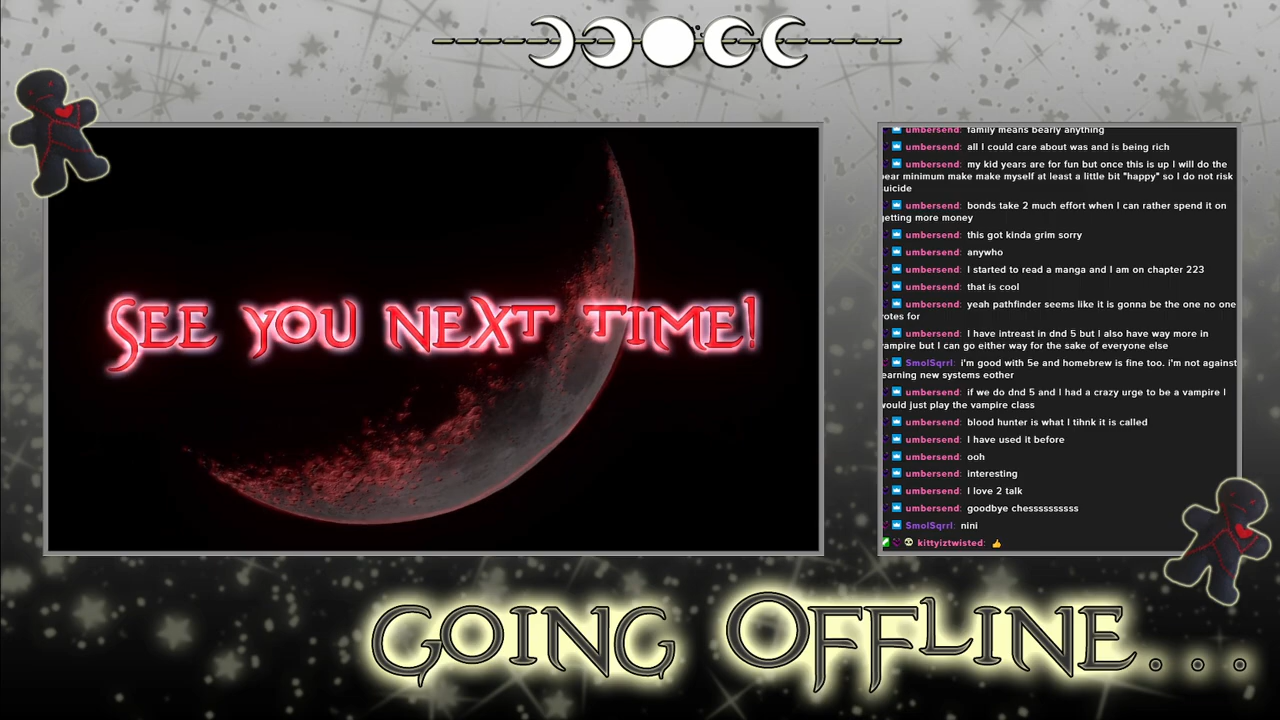 See you next time!
umbersend: family means bearly anything
umbersend: all I could care about was and is being rich
umbersend: my kid years are for fun but once this is up I will do the
bear minimum make make myself at least a little bit "happy" so I do not risk
suicide
umbersend: bonds take 2 much effort when I can rather spend it on
getting more money
umbersend: this got kinda grim sorry
umbersend: anywho
umbersend: I started to read a manga and I am on chapter 223
umbersend: that is cool
umbersend: yeah pathfinder seems like it is gonna be the one no one
votes for
umbersend: I have intreast in dnd 5 but I also have way more in
vampire but I can go either way for the sake of everyone else
SmolSqrrl: i'm good with 5e and homebrew is fine too. i'm not against
learning new systems eother
umbersend: if we do dnd 5 and I had a crazy urge to be a vampire I
would just play the vampire class
umbersend: blood hunter is what I tihnk it is called
umbersend: I have used it before
umbersend: ooh
umbersend: interesting
umbersend: I love 2 talk
umbersend: goodbye chessssssssss
SmolSqrrl: nini
kittyiztwisted: 👍
Going Offline...